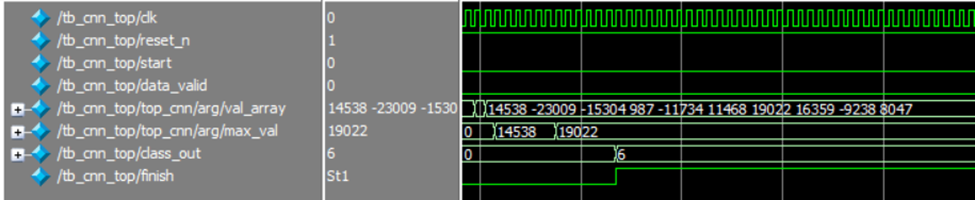 /tb_cnn_top/clk 0
/tb_cnn_top/reset_n 1
/tb_cnn_top/start 0
/tb_cnn_top/data_valid 0
/tb_cnn_top/top_cnn/arg/val_array 14538 -23009 -1530 14538 -23009 -15304 987 -11734 11468 19022 16359 -9238 8047
/tb_cnn_top/top_cnn/arg/max_val 19022 0 14538 19022
/tb_cnn_top/class_out 6 0 6
/tb_cnn_top/finish St1